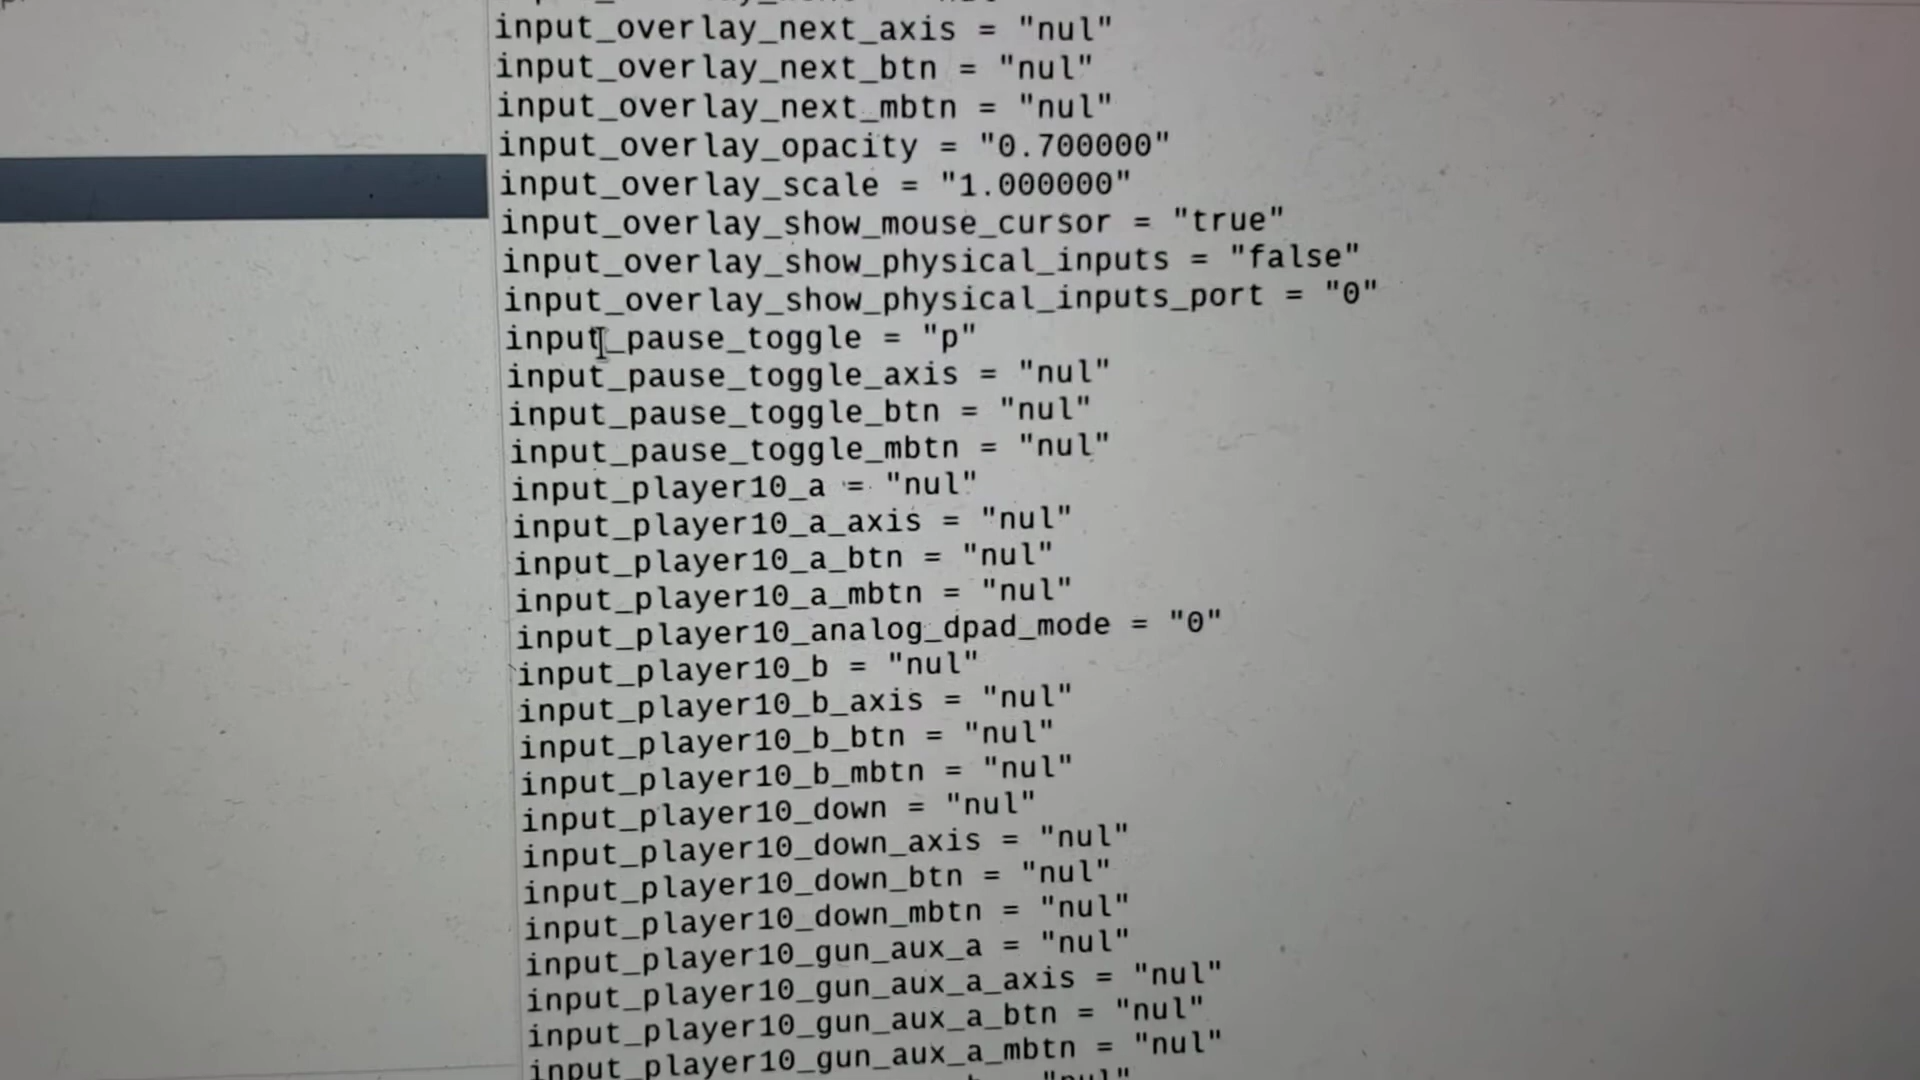 input_overlay_next_axis = "nul"
input_overlay_next_btn = "nul"
input_overlay_next_mbtn = "nul"
input_overlay_opacity = "0.700000"
input_overlay_scale = "1.000000"
input_overlay_show_mouse_cursor = "true"
input_overlay_show_physical_inputs = "false"
input_overlay_show_physical_inputs_port = "0"
input_pause_toggle = "p"
input_pause_toggle_axis = "nul"
input_pause_toggle_btn = "nul"
input_pause_toggle_mbtn = "nul"
input_player10_a = "nul"
input_player10_a_axis = "nul"
input_player10_a_btn = "nul"
input_player10_a_mbtn = "nul"
input_player10_analog_dpad_mode = "0"
input_player10_b = "nul"
input_player10_b_axis = "nul"
input_player10_b_btn = "nul"
input_player10_b_mbtn = "nul"
input_player10_down = "nul"
input_player10_down_axis = "nul"
input_player10_down_btn = "nul"
input_player10_down_mbtn = "nul"
input_player10_gun_aux_a = "nul"
input_player10_gun_aux_a_axis = "nul"
input_player10_gun_aux_a_btn = "nul"
input_player10_gun_aux_a_mbtn = "nul"